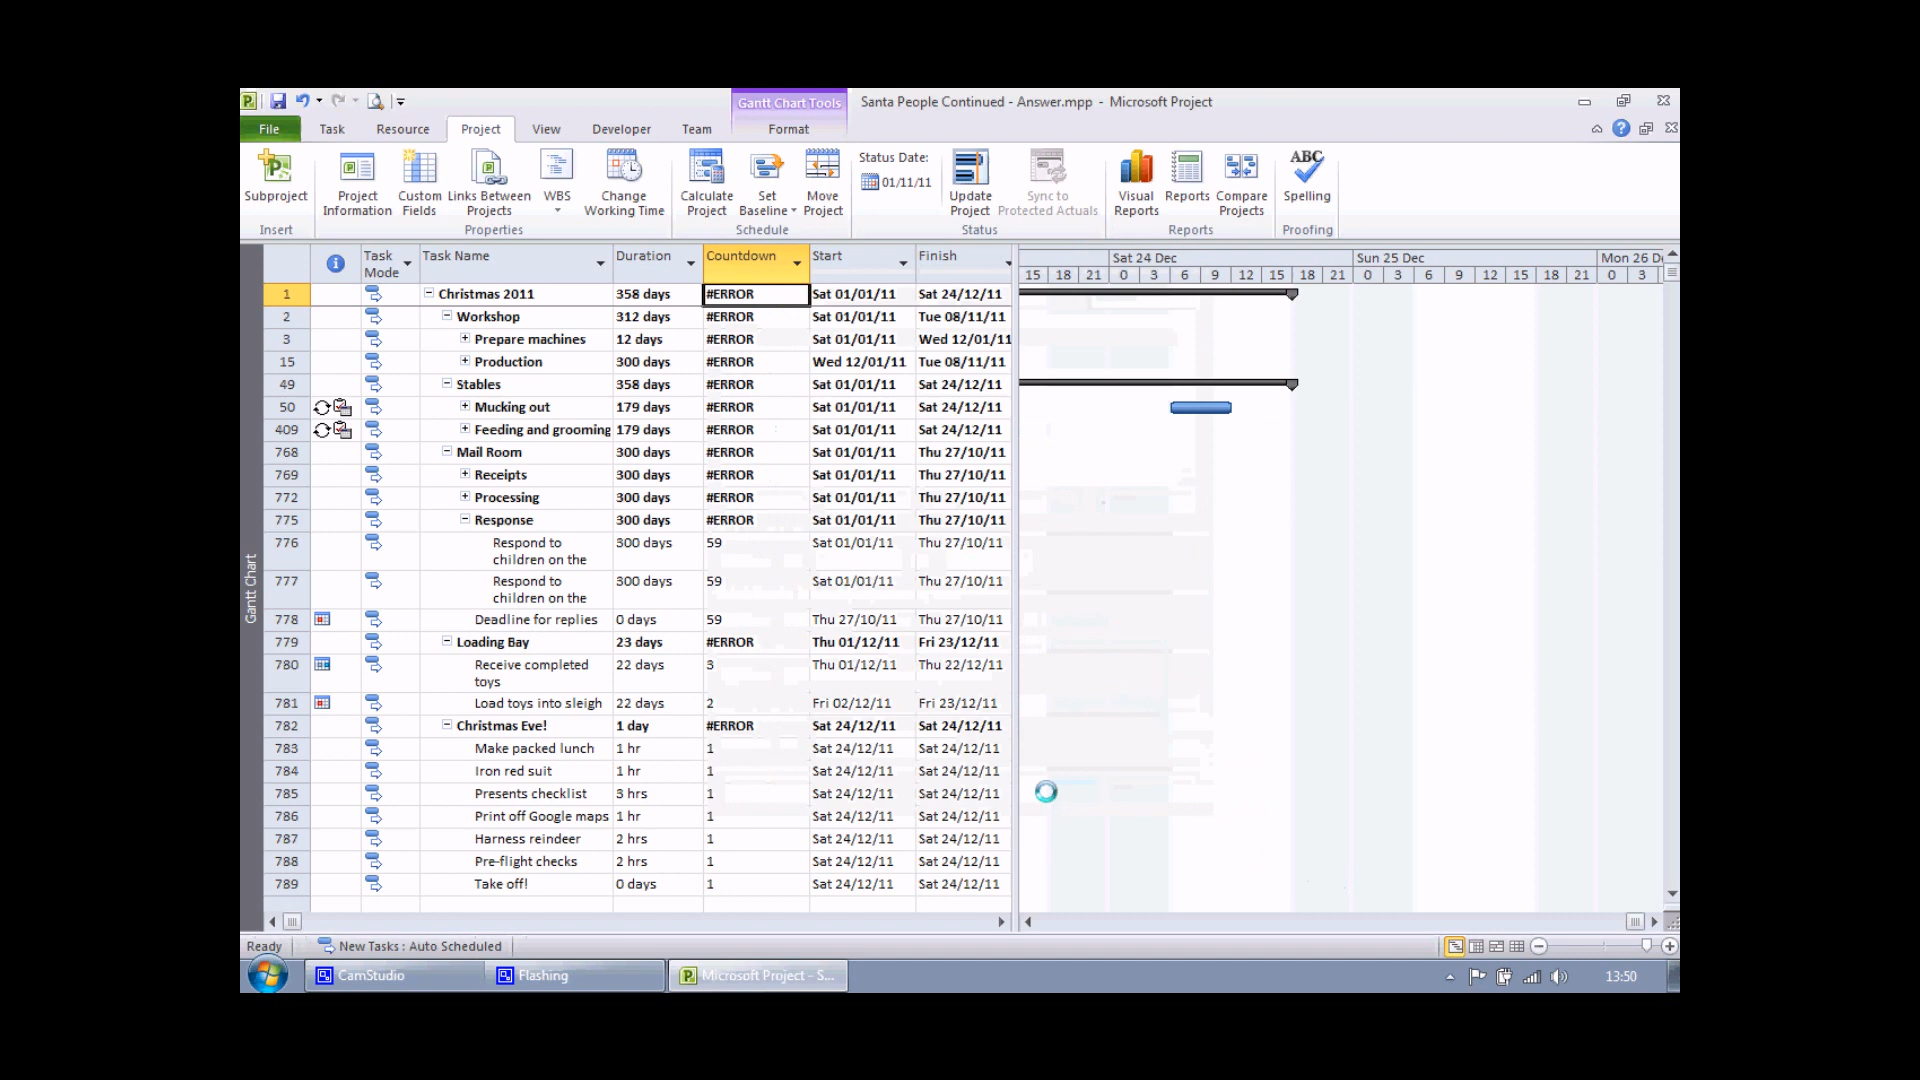 Gantt Chart Tools
Santa People Continued - Answer.mpp - Microsoft Project
File Task Resource Project View Developer Team Format
Subproject
Project Information
Custom Fields
Links Between Projects
WBS
Change Working Time
Calculate Project
Set Baseline
Move Project
Status Date:
01/11/11
Update Project
Sync to Protected Actuals
Visual Reports
Reports
Compare Projects
ABC
Spelling
Insert Properties Schedule Status Reports Proofing
Task Mode Task Name Duration Countdown Start Finish
Sat 24 Dec Sun 25 Dec
15 18 21 0 3 6 9 12 15 18 21 0 3 6 9 12 15 18 21 0 3
1 Christmas 2011 358 days #ERROR Sat 01/01/11 Sat 24/12/11
2 Workshop 312 days #ERROR Sat 01/01/11 Tue 08/11/11
3 Prepare machines 12 days #ERROR Sat 01/01/11 Wed 12/01/11
15 Production 300 days #ERROR Wed 12/01/11 Tue 08/11/11
49 Stables 358 days #ERROR Sat 01/01/11 Sat 24/12/11
50 Mucking out 179 days #ERROR Sat 01/01/11 Sat 24/12/11
409 Feeding and grooming 179 days #ERROR Sat 01/01/11 Sat 24/12/11
768 Mail Room 300 days #ERROR Sat 01/01/11 Thu 27/10/11
769 Receipts 300 days #ERROR Sat 01/01/11 Thu 27/10/11
772 Processing 300 days #ERROR Sat 01/01/11 Thu 27/10/11
775 Response 300 days #ERROR Sat 01/01/11 Thu 27/10/11
776 Respond to children on the 300 days 59 Sat 01/01/11 Thu 27/10/11
777 Respond to children on the 300 days 59 Sat 01/01/11 Thu 27/10/11
778 Deadline for replies 0 days 59 Thu 27/10/11 Thu 27/10/11
779 Loading Bay 23 days #ERROR Thu 01/12/11 Fri 23/12/11
780 Receive completed toys 22 days 3 Thu 01/12/11 Thu 22/12/11
781 Load toys into sleigh 22 days 2 Fri 02/12/11 Fri 23/12/11
782 Christmas Eve! 1 day #ERROR Sat 24/12/11 Sat 24/12/11
783 Make packed lunch 1 hr 1 Sat 24/12/11 Sat 24/12/11
784 Iron red suit 1 hr 1 Sat 24/12/11 Sat 24/12/11
785 Presents checklist 3 hrs 1 Sat 24/12/11 Sat 24/12/11
786 Print off Google maps 1 hr 1 Sat 24/12/11 Sat 24/12/11
787 Harness reindeer 2 hrs 1 Sat 24/12/11 Sat 24/12/11
788 Pre-flight checks 2 hrs 1 Sat 24/12/11 Sat 24/12/11
789 Take off! 0 days 1 Sat 24/12/11 Sat 24/12/11
Gantt Chart
Ready New Tasks : Auto Scheduled
CamStudio Flashing Microsoft Project - S... 13:50